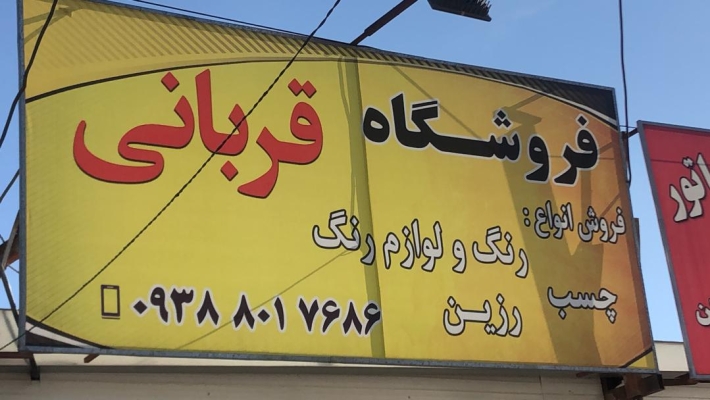 فروشگاه قربانی
فروش انواع :
رنگ و لوازم رنگ
چسب رزین
۰۹۳۸ ۸۰۱ ۷۶۸۶